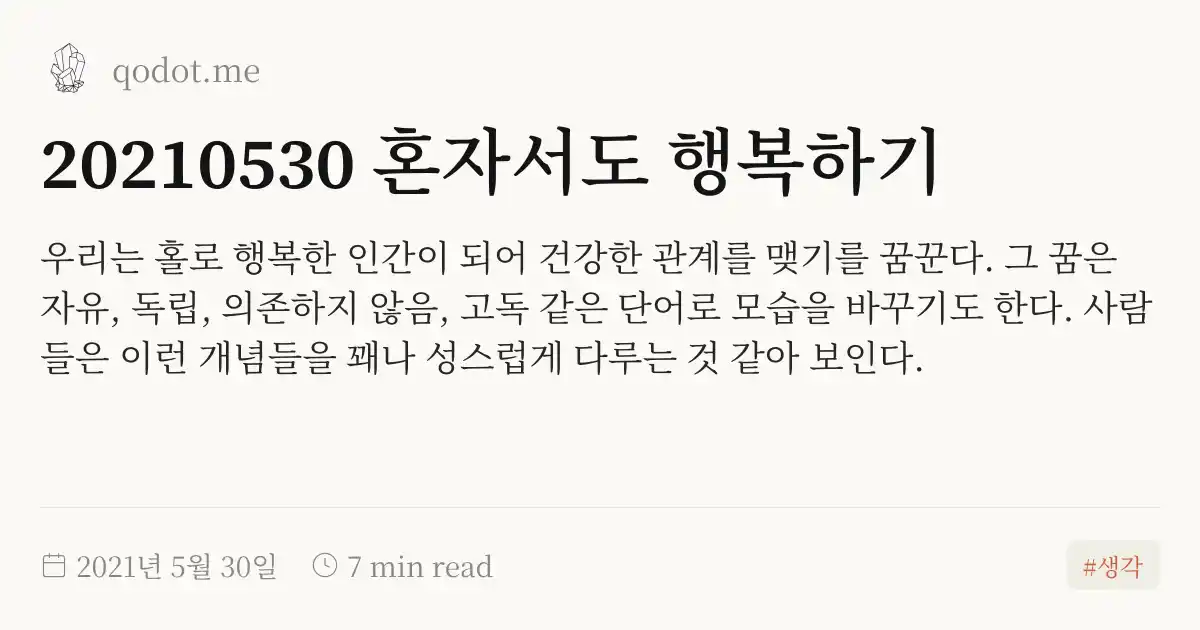 qodot.me
20210530 혼자서도 행복하기
우리는 홀로 행복한 인간이 되어 건강한 관계를 맺기를 꿈꾼다. 그 꿈은
자유, 독립, 의존하지 않음, 고독 같은 단어로 모습을 바꾸기도 한다. 사람
들은 이런 개념들을 꽤나 성스럽게 다루는 것 같아 보인다.
2021년 5월 30일 7 min read #생각